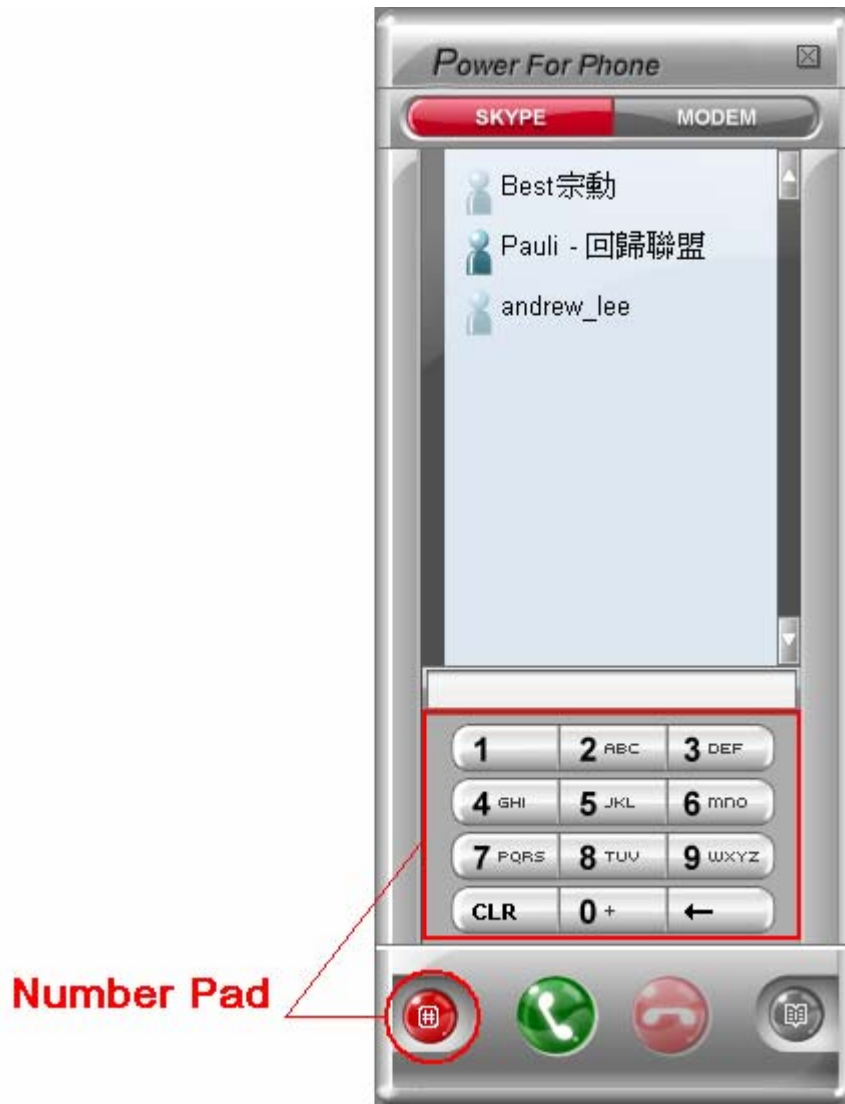 Power For Phone
SKYPE MODEM
Best宗勳
Pauli - 回歸聯盟
andrew_lee
1 2 ABC 3 DEF
4 GHI 5 JKL 6 mno
7 PQRS 8 TUV 9 WXYZ
CLR 0 + ←
Number Pad
#